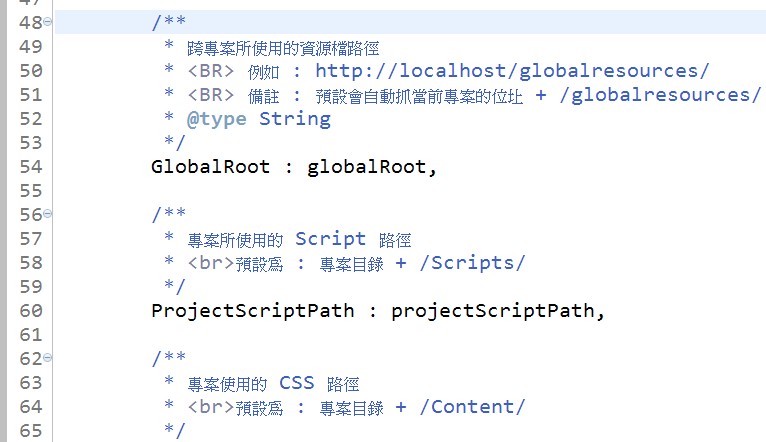 47
48 /**
49 * 跨專案所使用的資源檔路徑
50 * <BR> 例如 : http://localhost/globalresources/
51 * <BR> 備註 : 預設會自動抓當前專案的位址 + /globalresources/
52 * @type String
53 */
54 GlobalRoot : globalRoot,
55
56 /**
57 * 專案所使用的 Script 路徑
58 * <br>預設為 : 專案目錄 + /Scripts/
59 */
60 ProjectScriptPath : projectScriptPath,
61
62 /**
63 * 專案使用的 CSS 路徑
64 * <br>預設為 : 專案目錄 + /Content/
65 */